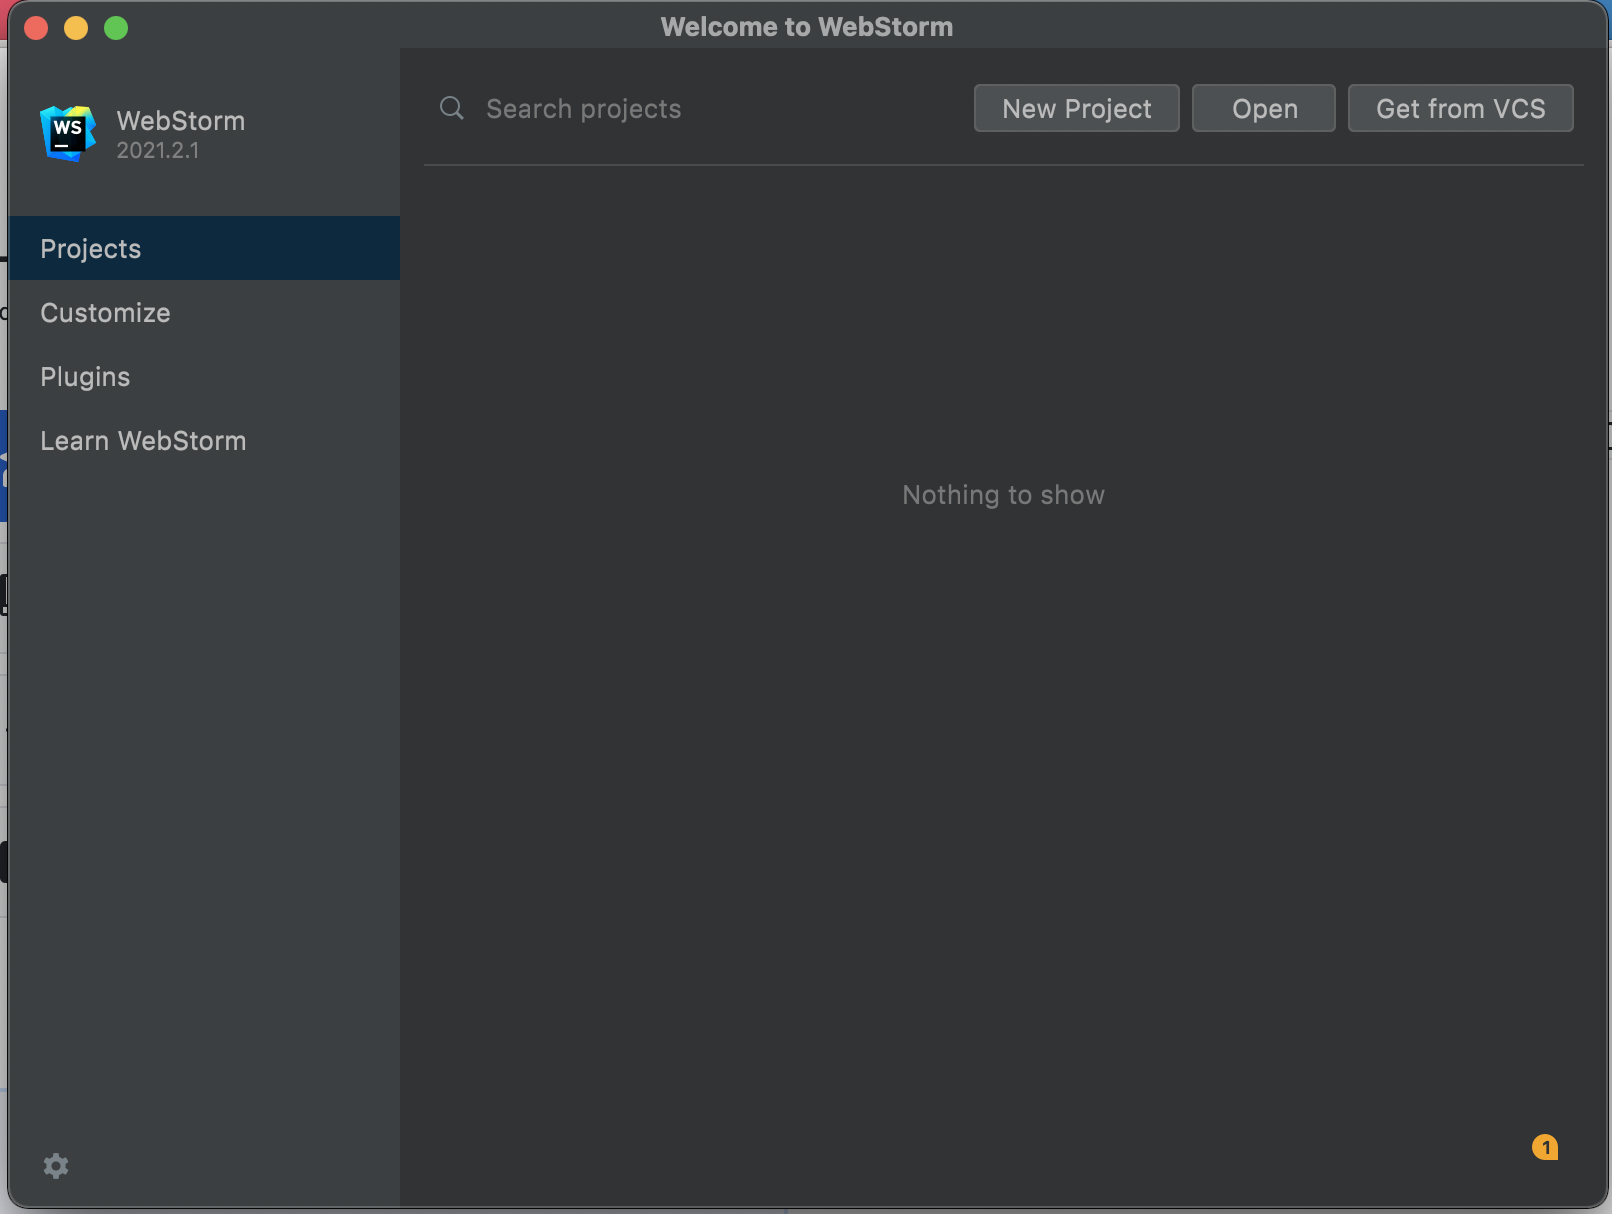 Welcome to WebStorm
WS
WebStorm
2021.2.1
Search projects
New Project
Open
Get from VCS
Projects
Customize
Plugins
Learn WebStorm
Nothing to show
1